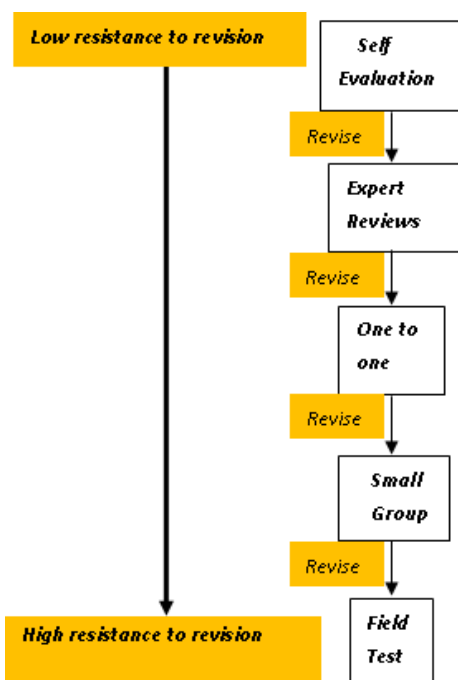 Low resistance to revision
Self
Evaluation
Revise
Expert
Reviews
Revise
One to
one
Revise
Small
Group
Revise
High resistance to revision
Field
Test